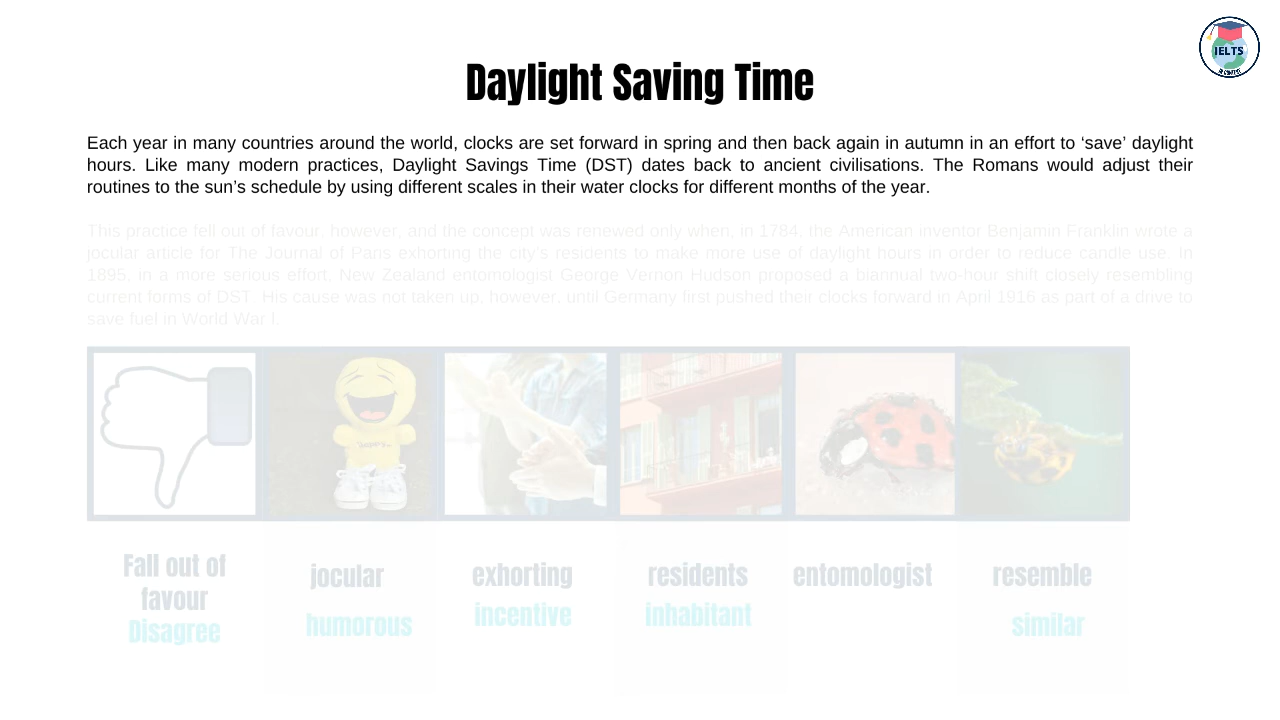 IELTS
Daylight Saving Time
Each year in many countries around the world, clocks are set forward in spring and then back again in autumn in an effort to ‘save’ daylight
hours. Like many modern practices, Daylight Savings Time (DST) dates back to ancient civilisations. The Romans would adjust their
routines to the sun’s schedule by using different scales in their water clocks for different months of the year.
This practice fell out of favour, however, and the concept was renewed only when, in 1784, the American inventor Benjamin Franklin wrote a
jocular article for The Journal of Paris exhorting the city’s residents to make more use of daylight hours in order to reduce candle use. In
1895, in a more serious effort, New Zealand entomologist George Vernon Hudson proposed a biannual two-hour shift closely resembling
current forms of DST. His cause was not taken up, however, until Germany first pushed their clocks forward in April 1916 as part of a drive to
save fuel in World War I.
Fall out of
favour
Disagree
jocular
humorous
exhorting
incentive
residents
inhabitant
entomologist
resemble
similar